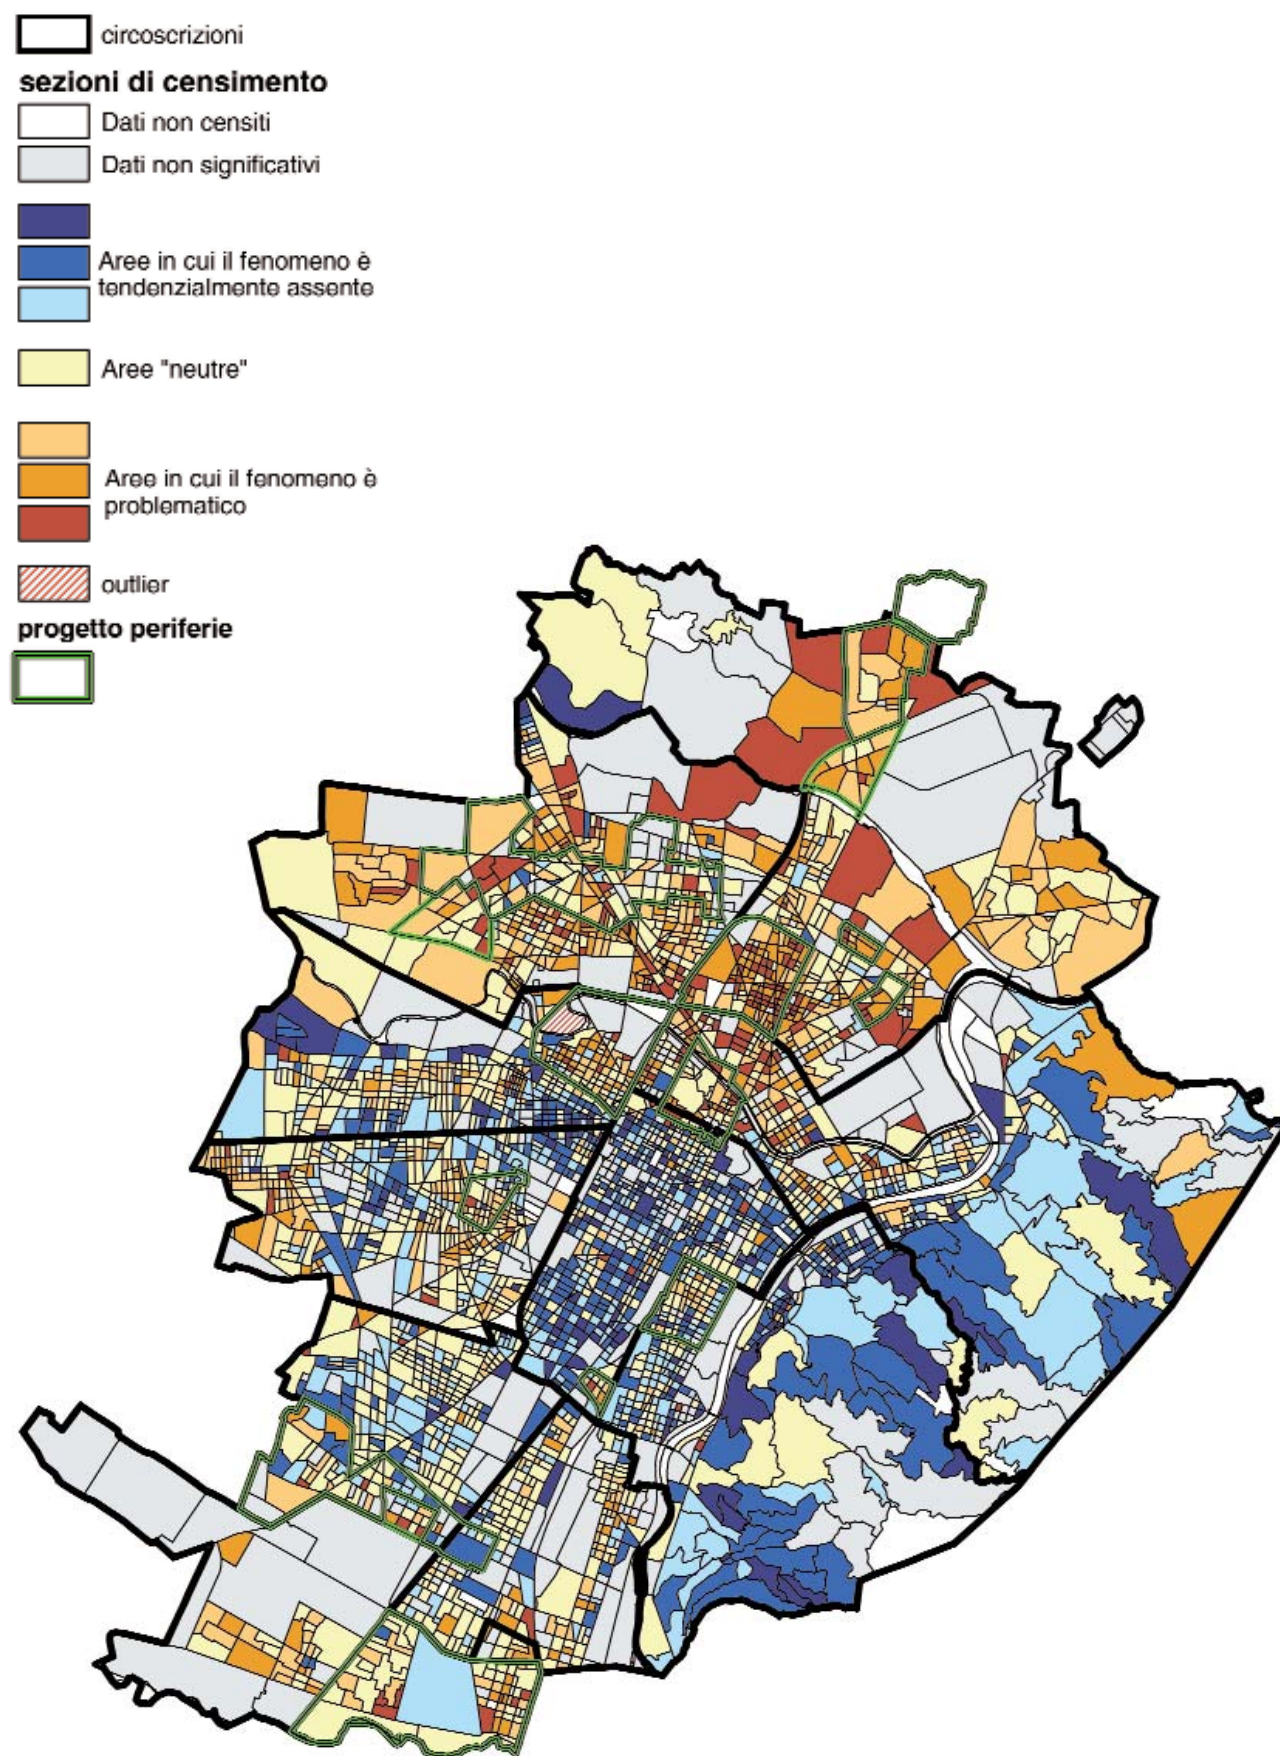 circoscrizioni
sezioni di censimento
Dati non censiti
Dati non significativi
Aree in cui il fenomeno è
tendenzialmente assente
Aree "neutre"
Aree in cui il fenomeno è
problematico
outlier
progetto periferie